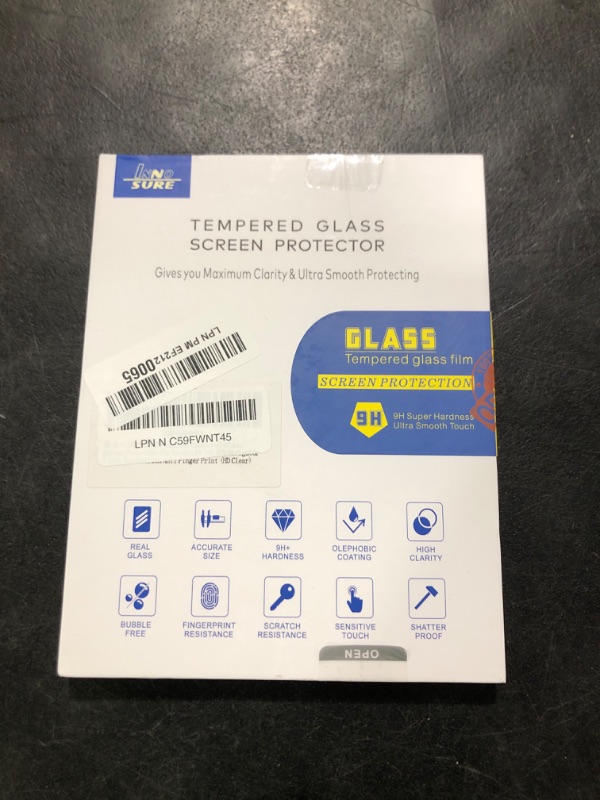 INNO
SURE
TEMPERED GLASS
SCREEN PROTECTOR
Gives you Maximum Clarity & Ultra Smooth Protecting
GLASS
Tempered glass film
SCREEN PROTECTION
9H
9H Super Hardness
Ultra Smooth Touch
LPN PM EF2120065
LPN N C59FWNT45
Finger Print (HD Clear)
REAL
GLASS
ACCURATE
SIZE
9H+
HARDNESS
OLEPHOBIC
COATING
HIGH
CLARITY
BUBBLE
FREE
FINGERPRINT
RESISTANCE
SCRATCH
RESISTANCE
SENSITIVE
TOUCH
SHATTER
PROOF
OPEN